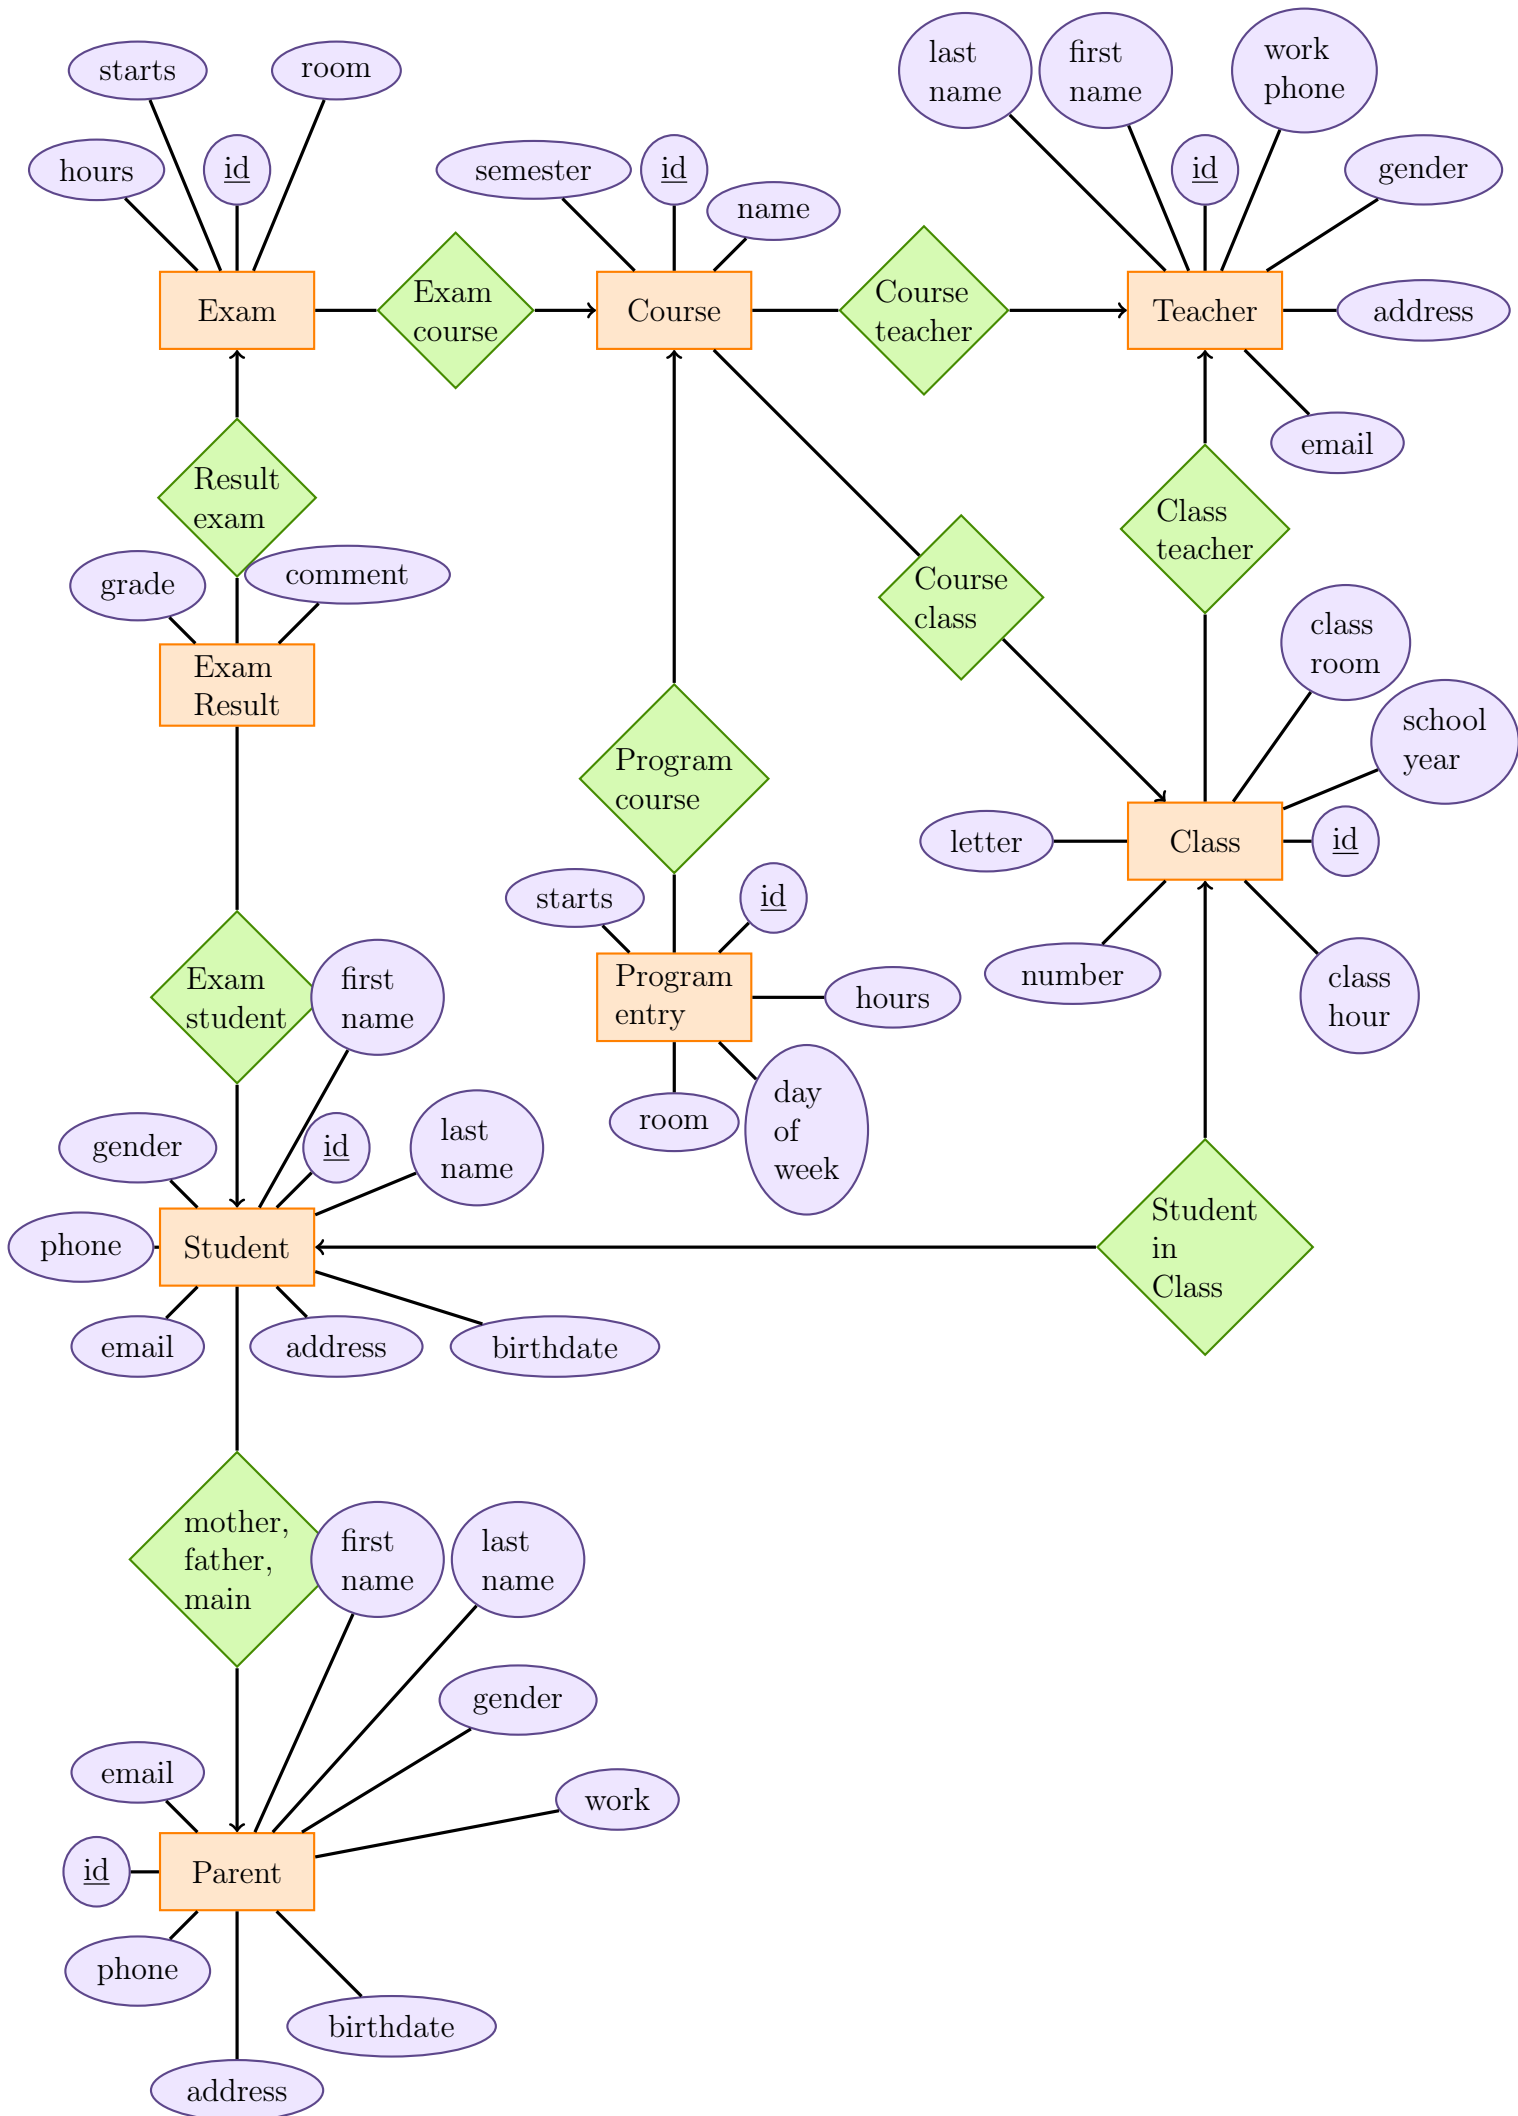 starts
room
last
name
first
name
work
phone
hours
id
semester
id
name
id
gender
Exam
Exam
course
Course
Course
teacher
Teacher
address
email
Result
exam
Class
teacher
grade
comment
Course
class
class
room
Exam
Result
school
year
Program
course
letter
Class
id
starts
id
number
class
hour
Exam
student
first
name
Program
entry
hours
room
day
of
week
gender
id
last
name
phone
Student
Student
in
Class
email
address
birthdate
mother,
father,
main
first
name
last
name
gender
email
work
id
Parent
phone
birthdate
address